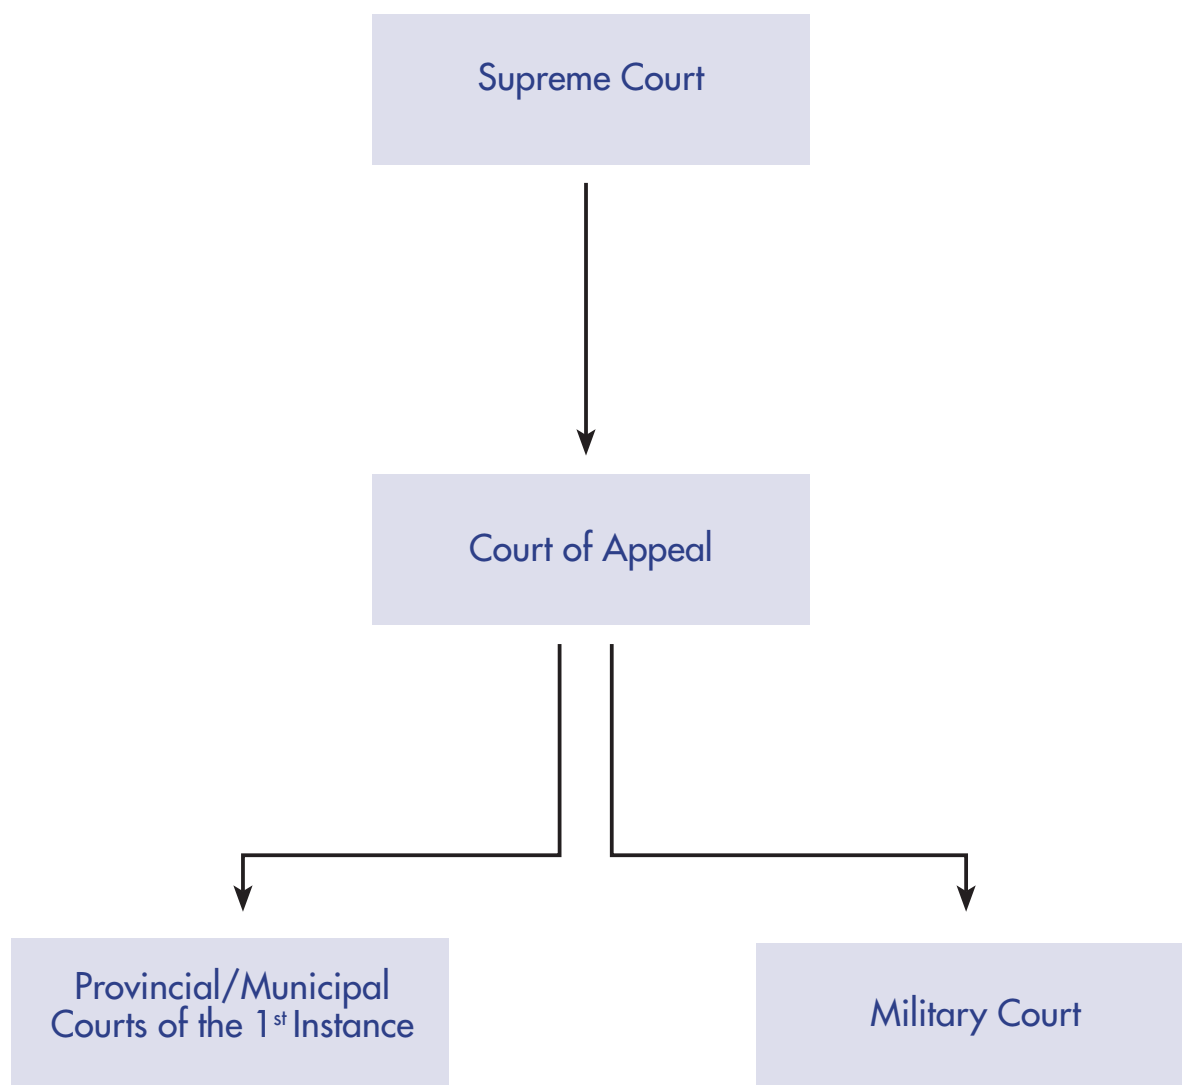 Supreme Court
Court of Appeal
Provincial/Municipal
Courts of the 1st Instance
Military Court